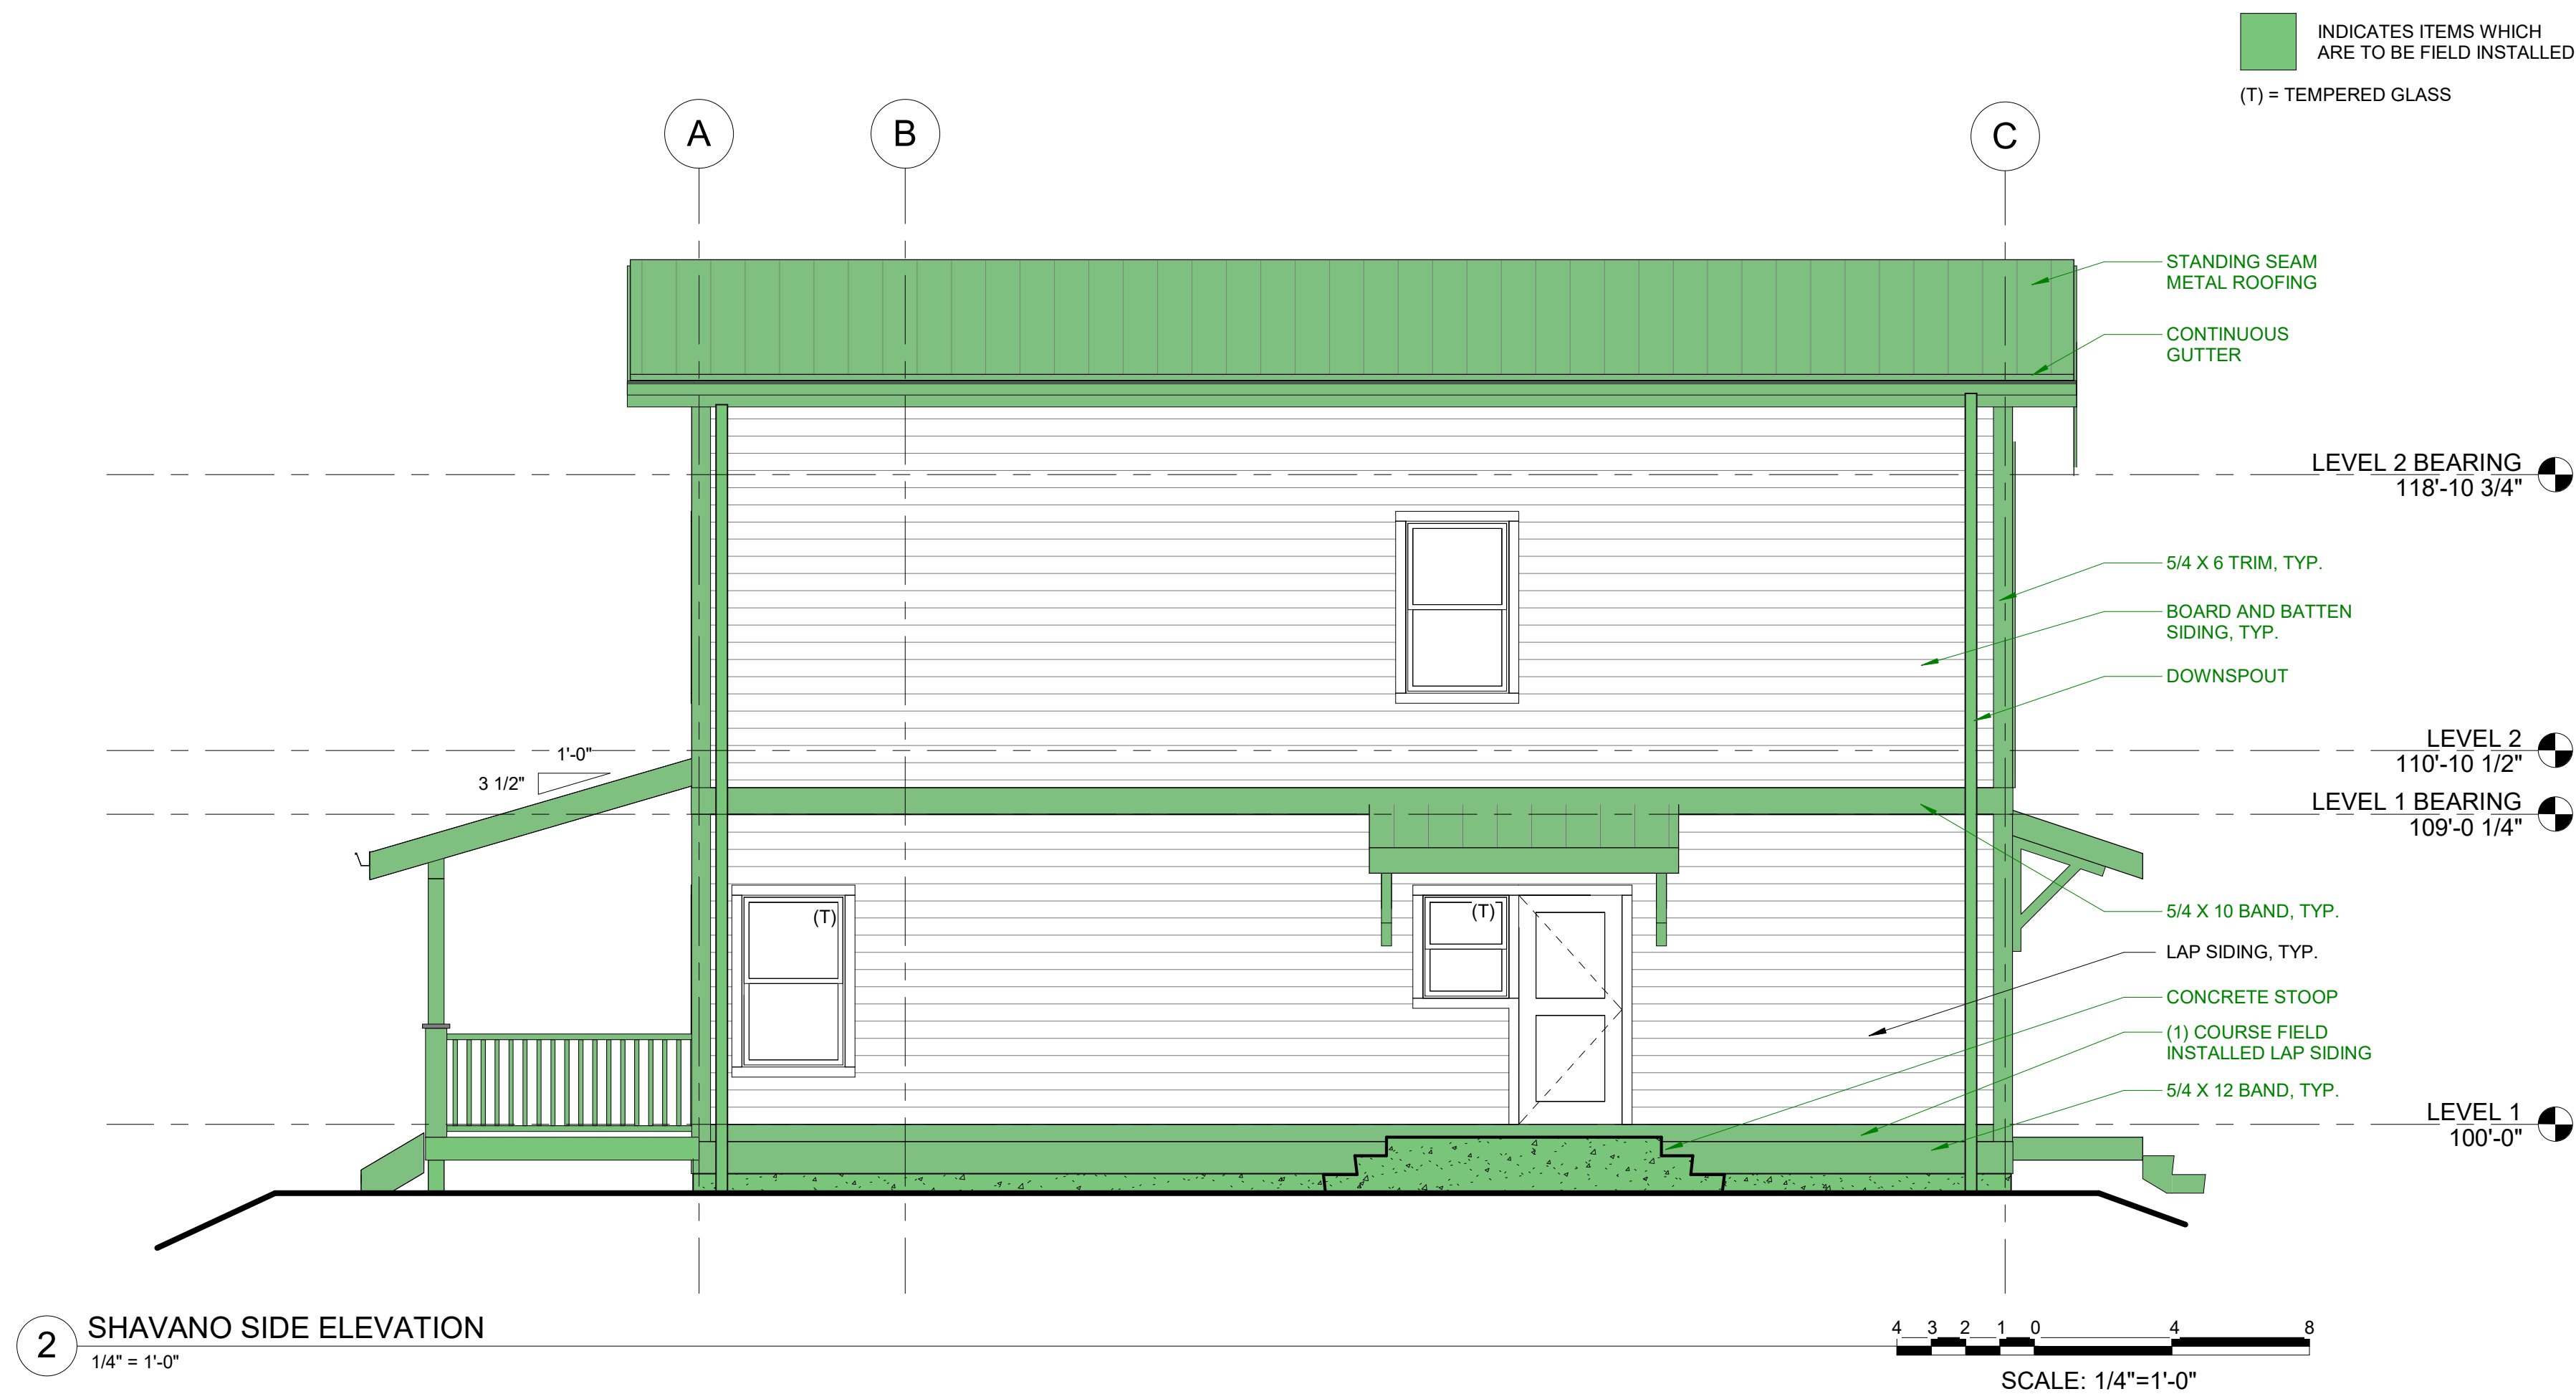 INDICATES ITEMS WHICH
ARE TO BE FIELD INSTALLED
(T) = TEMPERED GLASS
A
B
C
STANDING SEAM
METAL ROOFING
CONTINUOUS
GUTTER
LEVEL 2 BEARING
118'-10 3/4"
5/4 X 6 TRIM, TYP.
BOARD AND BATTEN
SIDING, TYP.
DOWNSPOUT
LEVEL 2
110'-10 1/2"
1'-0"
3 1/2"
LEVEL 1 BEARING
109'-0 1/4"
(T)
(T)
5/4 X 10 BAND, TYP.
LAP SIDING, TYP.
CONCRETE STOOP
(1) COURSE FIELD
INSTALLED LAP SIDING
5/4 X 12 BAND, TYP.
LEVEL 1
100'-0"
2
SHAVANO SIDE ELEVATION
1/4" = 1'-0"
4 3 2 1 0 4 8
SCALE: 1/4"=1'-0"